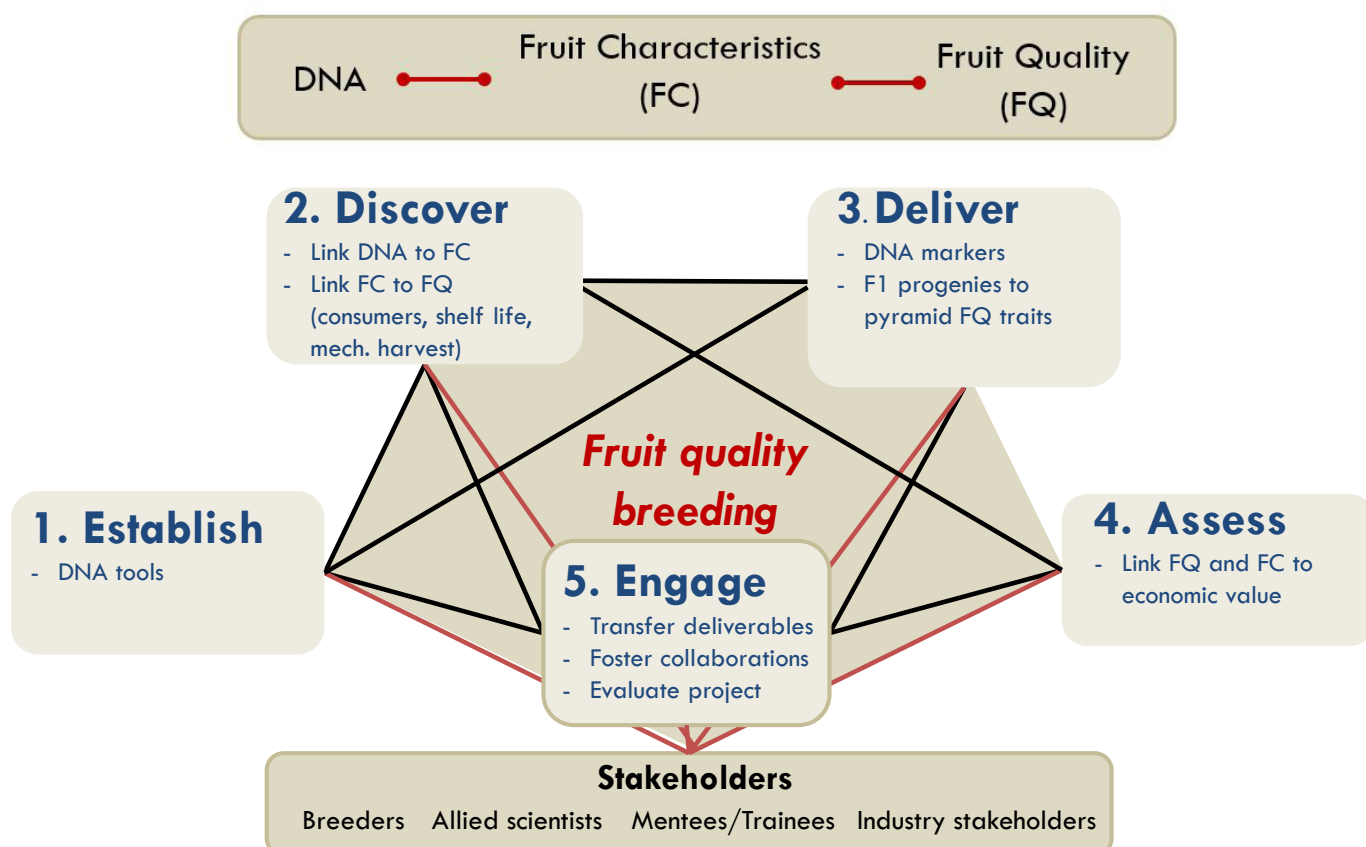 DNA
Fruit Characteristics
(FC)
Fruit Quality
(FQ)
2. Discover
- Link DNA to FC
- Link FC to FQ
(consumers, shelf life,
mech. harvest)
3. Deliver
- DNA markers
- F1 progenies to
pyramid FQ traits
Fruit quality
breeding
1. Establish
- DNA tools
4. Assess
- Link FQ and FC to
economic value
5. Engage
- Transfer deliverables
- Foster collaborations
- Evaluate project
Stakeholders
Breeders Allied scientists Mentees/Trainees Industry stakeholders